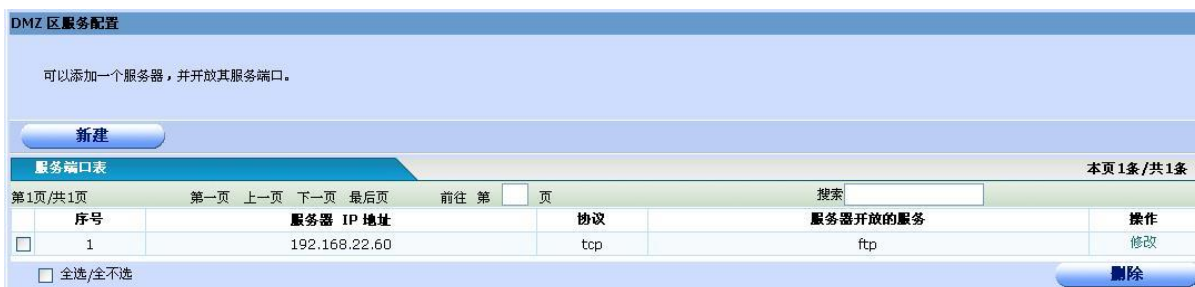 DMZ 区服务配置
可以添加一个服务器，并开放其服务端口。
新建
服务端口表 本页1条/共1条
第1页/共1页 第一页 上一页 下一页 最后页 前往 第 页 搜索
序号 服务器 IP 地址 协议 服务器开放的服务 操作
1 192.168.22.60 tcp ftp 修改
全选/全不选 删除